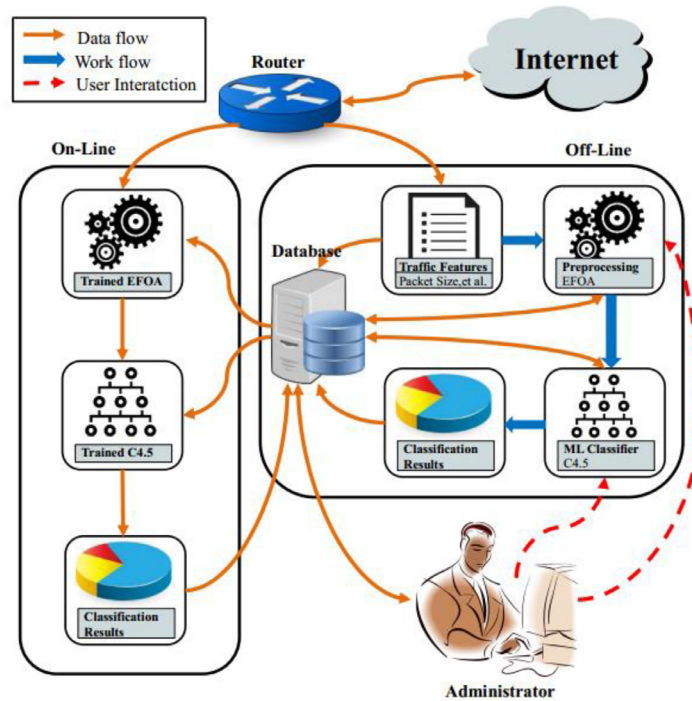 Data flow
Work flow
User Interatction
Router
Internet
On-Line
Off-Line
Trained EFOA
Database
Traffic Features
Packet Size,et al.
Preprocessing
EFOA
Trained C4.5
Classification
Results
ML Classifier
C4.5
Classification
Results
Administrator